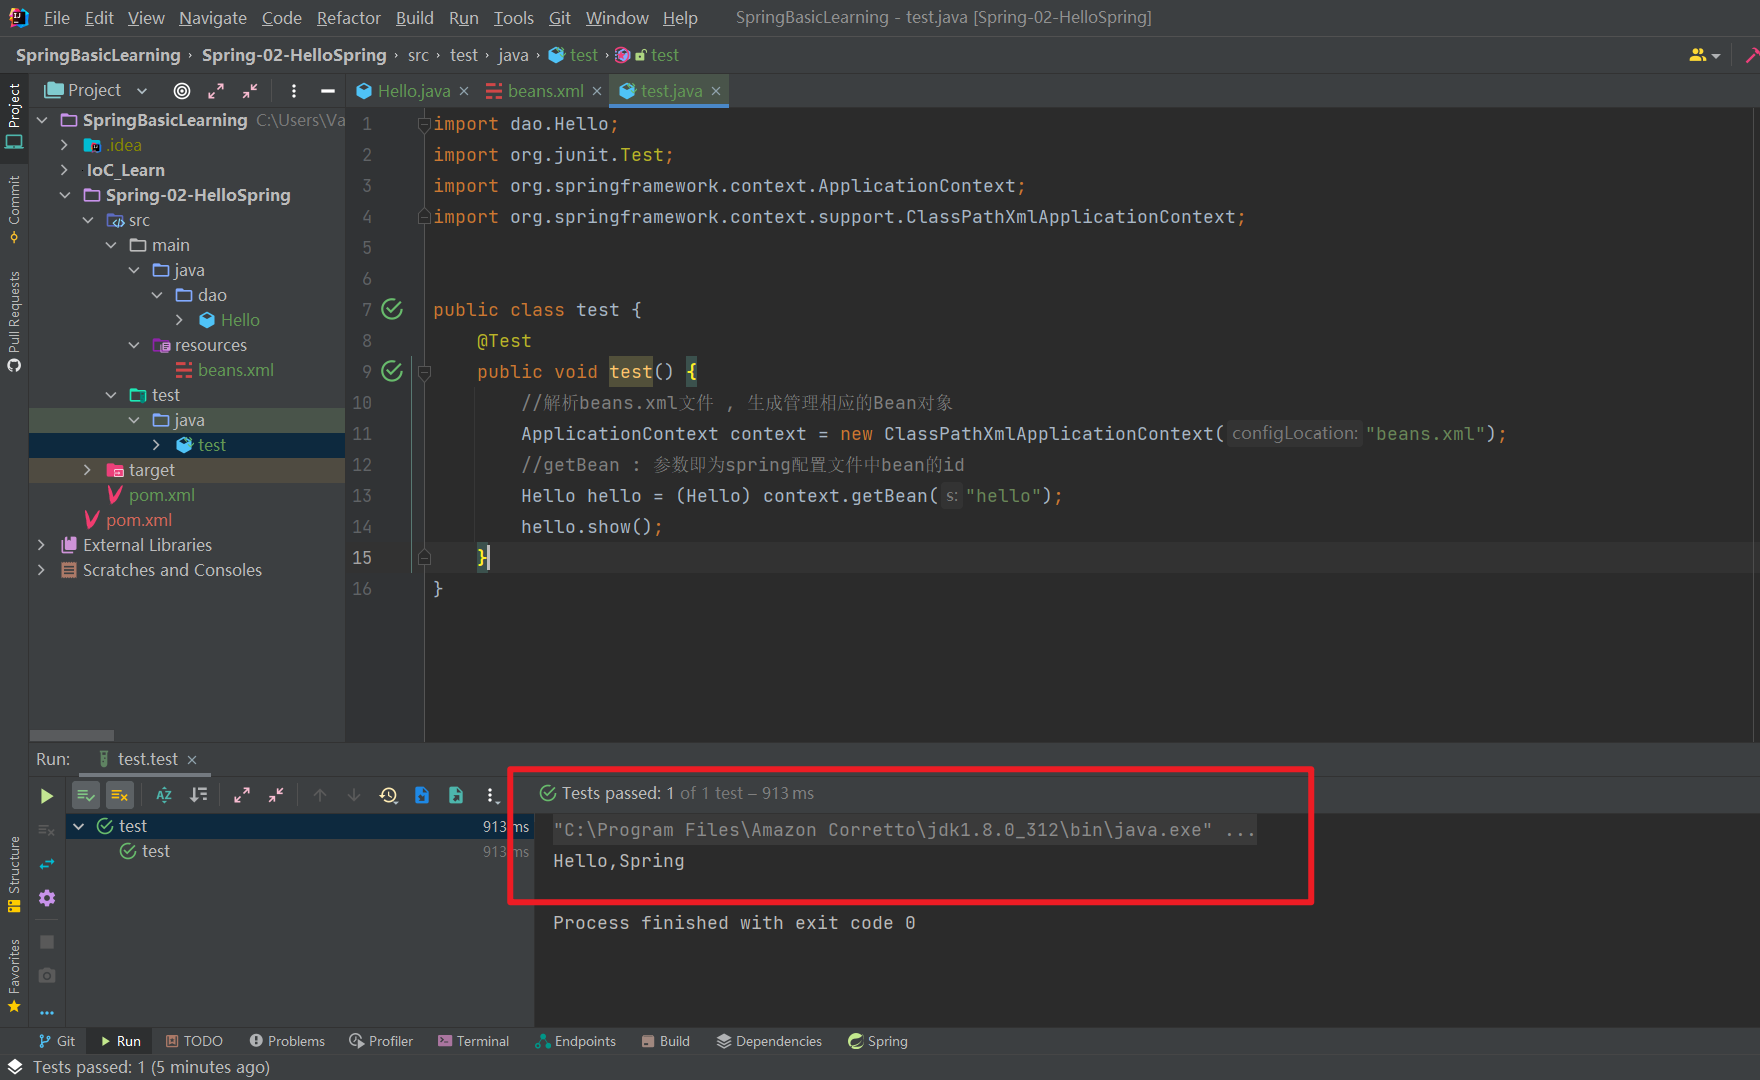 File Edit View Navigate Code Refactor Build Run Tools Git Window Help SpringBasicLearning - test.java [Spring-02-HelloSpring]
SpringBasicLearning › Spring-02-HelloSpring › src › test › java › test › test
Project
Hello.java
beans.xml
test.java
Project
Commit
Pull Requests
Structure
Favorites
SpringBasicLearning C:\Users\Va
.idea
IoC_Learn
Spring-02-HelloSpring
src
main
java
dao
Hello
resources
beans.xml
test
java
test
target
pom.xml
pom.xml
External Libraries
Scratches and Consoles
1 import dao.Hello;
2 import org.junit.Test;
3 import org.springframework.context.ApplicationContext;
4 import org.springframework.context.support.ClassPathXmlApplicationContext;
5
6
7 public class test {
8 @Test
9 public void test() {
10 //解析beans.xml文件 , 生成管理相应的Bean对象
11 ApplicationContext context = new ClassPathXmlApplicationContext( configLocation: "beans.xml");
12 //getBean : 参数即为spring配置文件中bean的id
13 Hello hello = (Hello) context.getBean( s: "hello");
14 hello.show();
15 }
16 }
Run: test.test
Tests passed: 1 of 1 test – 913 ms
test 913 ms
test 913 ms
"C:\Program Files\Amazon Corretto\jdk1.8.0_312\bin\java.exe" ...
Hello,Spring
Process finished with exit code 0
Git Run TODO Problems Profiler Terminal Endpoints Build Dependencies Spring
Tests passed: 1 (5 minutes ago)